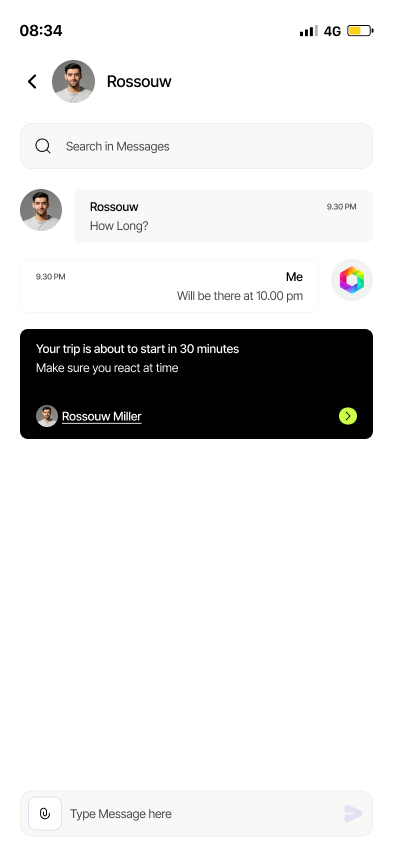 08:34
4G
Rossouw
Search in Messages
Rossouw
9.30 PM
How Long?
9.30 PM
Me
Will be there at 10.00 pm
Your trip is about to start in 30 minutes
Make sure you react at time
Rossouw Miller
Type Message here